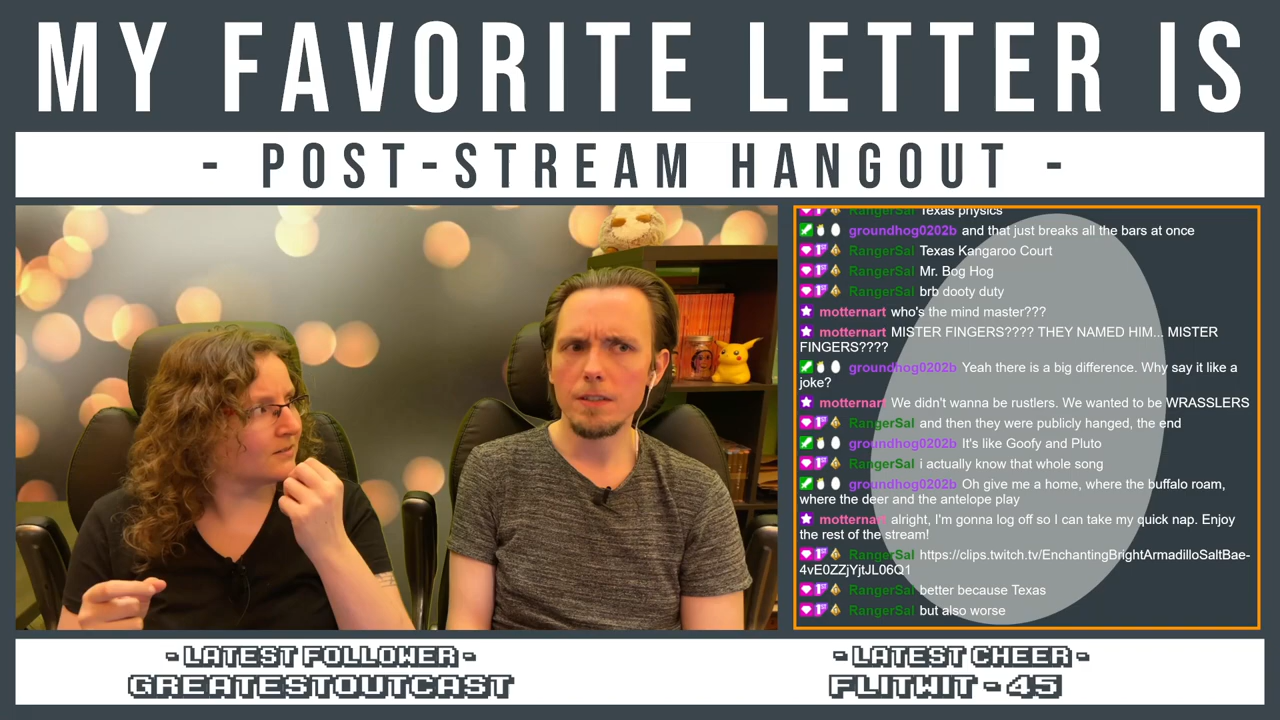 MY FAVORITE LETTER IS
- POST-STREAM HANGOUT -
RangerSal Texas physics
groundhog0202b and that just breaks all the bars at once
RangerSal Texas Kangaroo Court
RangerSal Mr. Bog Hog
RangerSal brb dooty duty
motternart who's the mind master???
motternart MISTER FINGERS???? THEY NAMED HIM... MISTER
FINGERS????
groundhog0202b Yeah there is a big difference. Why say it like a
joke?
motternart We didn't wanna be rustlers. We wanted to be WRASSLERS
RangerSal and then they were publicly hanged, the end
groundhog0202b It's like Goofy and Pluto
RangerSal i actually know that whole song
groundhog0202b Oh give me a home, where the buffalo roam,
where the deer and the antelope play
motternart alright, I'm gonna log off so I can take my quick nap. Enjoy
the rest of the stream!
RangerSal https://clips.twitch.tv/EnchantingBrightArmadilloSaltBae-
4vE0ZZjYjtJL06Q1
RangerSal better because Texas
RangerSal but also worse
- LATEST FOLLOWER -
GREATESTOUTCAST
- LATEST CHEER -
FLITWIT - 45